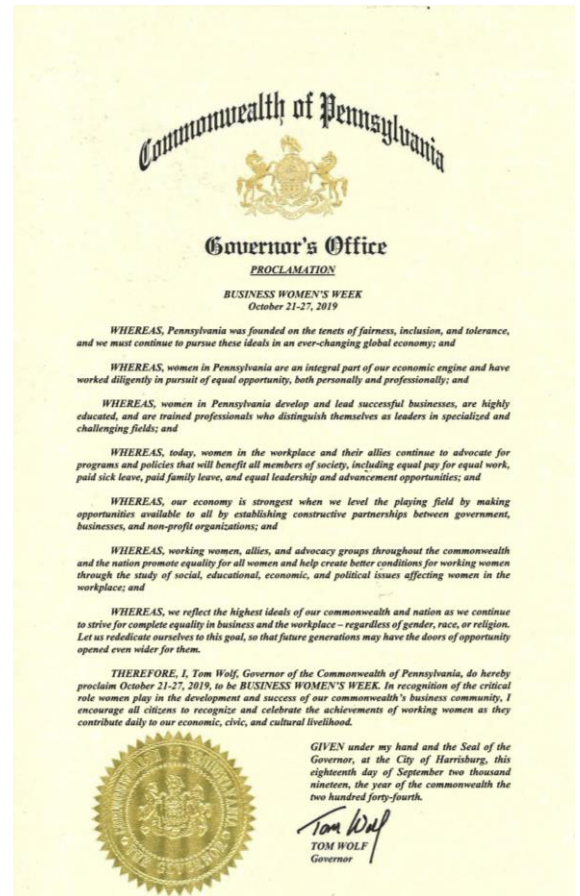 Commonwealth of Pennsylvania
Governor's Office
PROCLAMATION
BUSINESS WOMEN'S WEEK
October 21-27, 2019
WHEREAS, Pennsylvania was founded on the tenets of fairness, inclusion, and tolerance,
and we must continue to pursue these ideals in an ever-changing global economy; and
WHEREAS, women in Pennsylvania are an integral part of our economic engine and have
worked diligently in pursuit of equal opportunity, both personally and professionally; and
WHEREAS, women in Pennsylvania develop and lead successful businesses, are highly
educated, and are trained professionals who distinguish themselves as leaders in specialized and
challenging fields; and
WHEREAS, today, women in the workplace and their allies continue to advocate for
programs and policies that will benefit all members of society, including equal pay for equal work,
paid sick leave, paid family leave, and equal leadership and advancement opportunities; and
WHEREAS, our economy is strongest when we level the playing field by making
opportunities available to all by establishing constructive partnerships between government,
businesses, and non-profit organizations; and
WHEREAS, working women, allies, and advocacy groups throughout the commonwealth
and the nation promote equality for all women and help create better conditions for working women
through the study of social, educational, economic, and political issues affecting women in the
workplace; and
WHEREAS, we reflect the highest ideals of our commonwealth and nation as we continue
to strive for complete equality in business and the workplace – regardless of gender, race, or religion.
Let us rededicate ourselves to this goal, so that future generations may have the doors of opportunity
opened even wider for them.
THEREFORE, I, Tom Wolf, Governor of the Commonwealth of Pennsylvania, do hereby
proclaim October 21-27, 2019, to be BUSINESS WOMEN'S WEEK. In recognition of the critical
role women play in the development and success of our commonwealth's business community, I
encourage all citizens to recognize and celebrate the achievements of working women as they
contribute daily to our economic, civic, and cultural livelihood.
GIVEN under my hand and the Seal of the
Governor, at the City of Harrisburg, this
eighteenth day of September two thousand
nineteen, the year of the commonwealth the
two hundred forty-fourth.
Tom Wolf
TOM WOLF
Governor